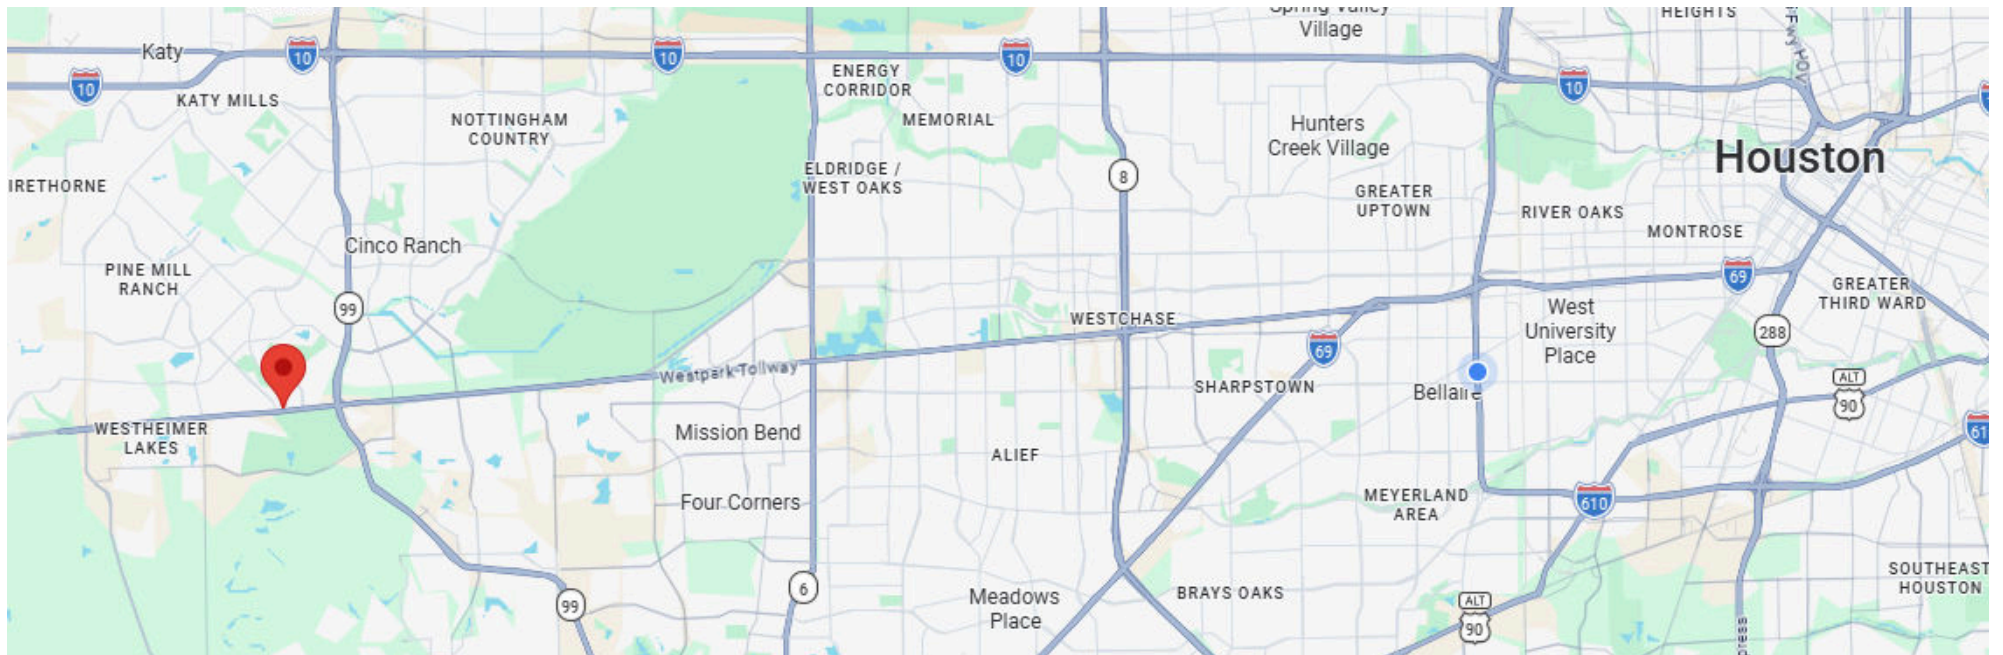 Spring Valley
Village
HEIGHTS
Katy
10
10
10
10
10
KATY MILLS
ENERGY
CORRIDOR
NOTTINGHAM
COUNTRY
MEMORIAL
Hunters
Creek Village
Houston
IRETHORNE
ELDRIDGE /
WEST OAKS
8
GREATER
UPTOWN
RIVER OAKS
MONTROSE
Cinco Ranch
PINE MILL
RANCH
99
69
GREATER
THIRD WARD
WESTCHASE
West
University
Place
288
69
Westpark Tollway
SHARPSTOWN
Bellaire
ALT
90
WESTHEIMER
LAKES
Mission Bend
ALIEF
61
Four Corners
MEYERLAND
AREA
610
SOUTHEAST
HOUSTON
99
6
Meadows
Place
BRAYS OAKS
ALT
90